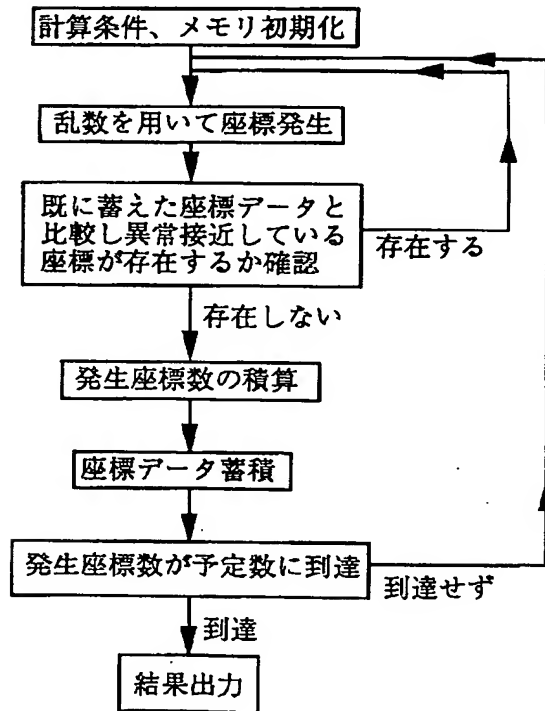 計算条件、メモリ初期化
乱数を用いて座標発生
既に蓄えた座標データと
比較し異常接近している
座標が存在するか確認
存在する
存在しない
発生座標数の積算
座標データ蓄積
発生座標数が予定数に到達
到達せず
到達
結果出力